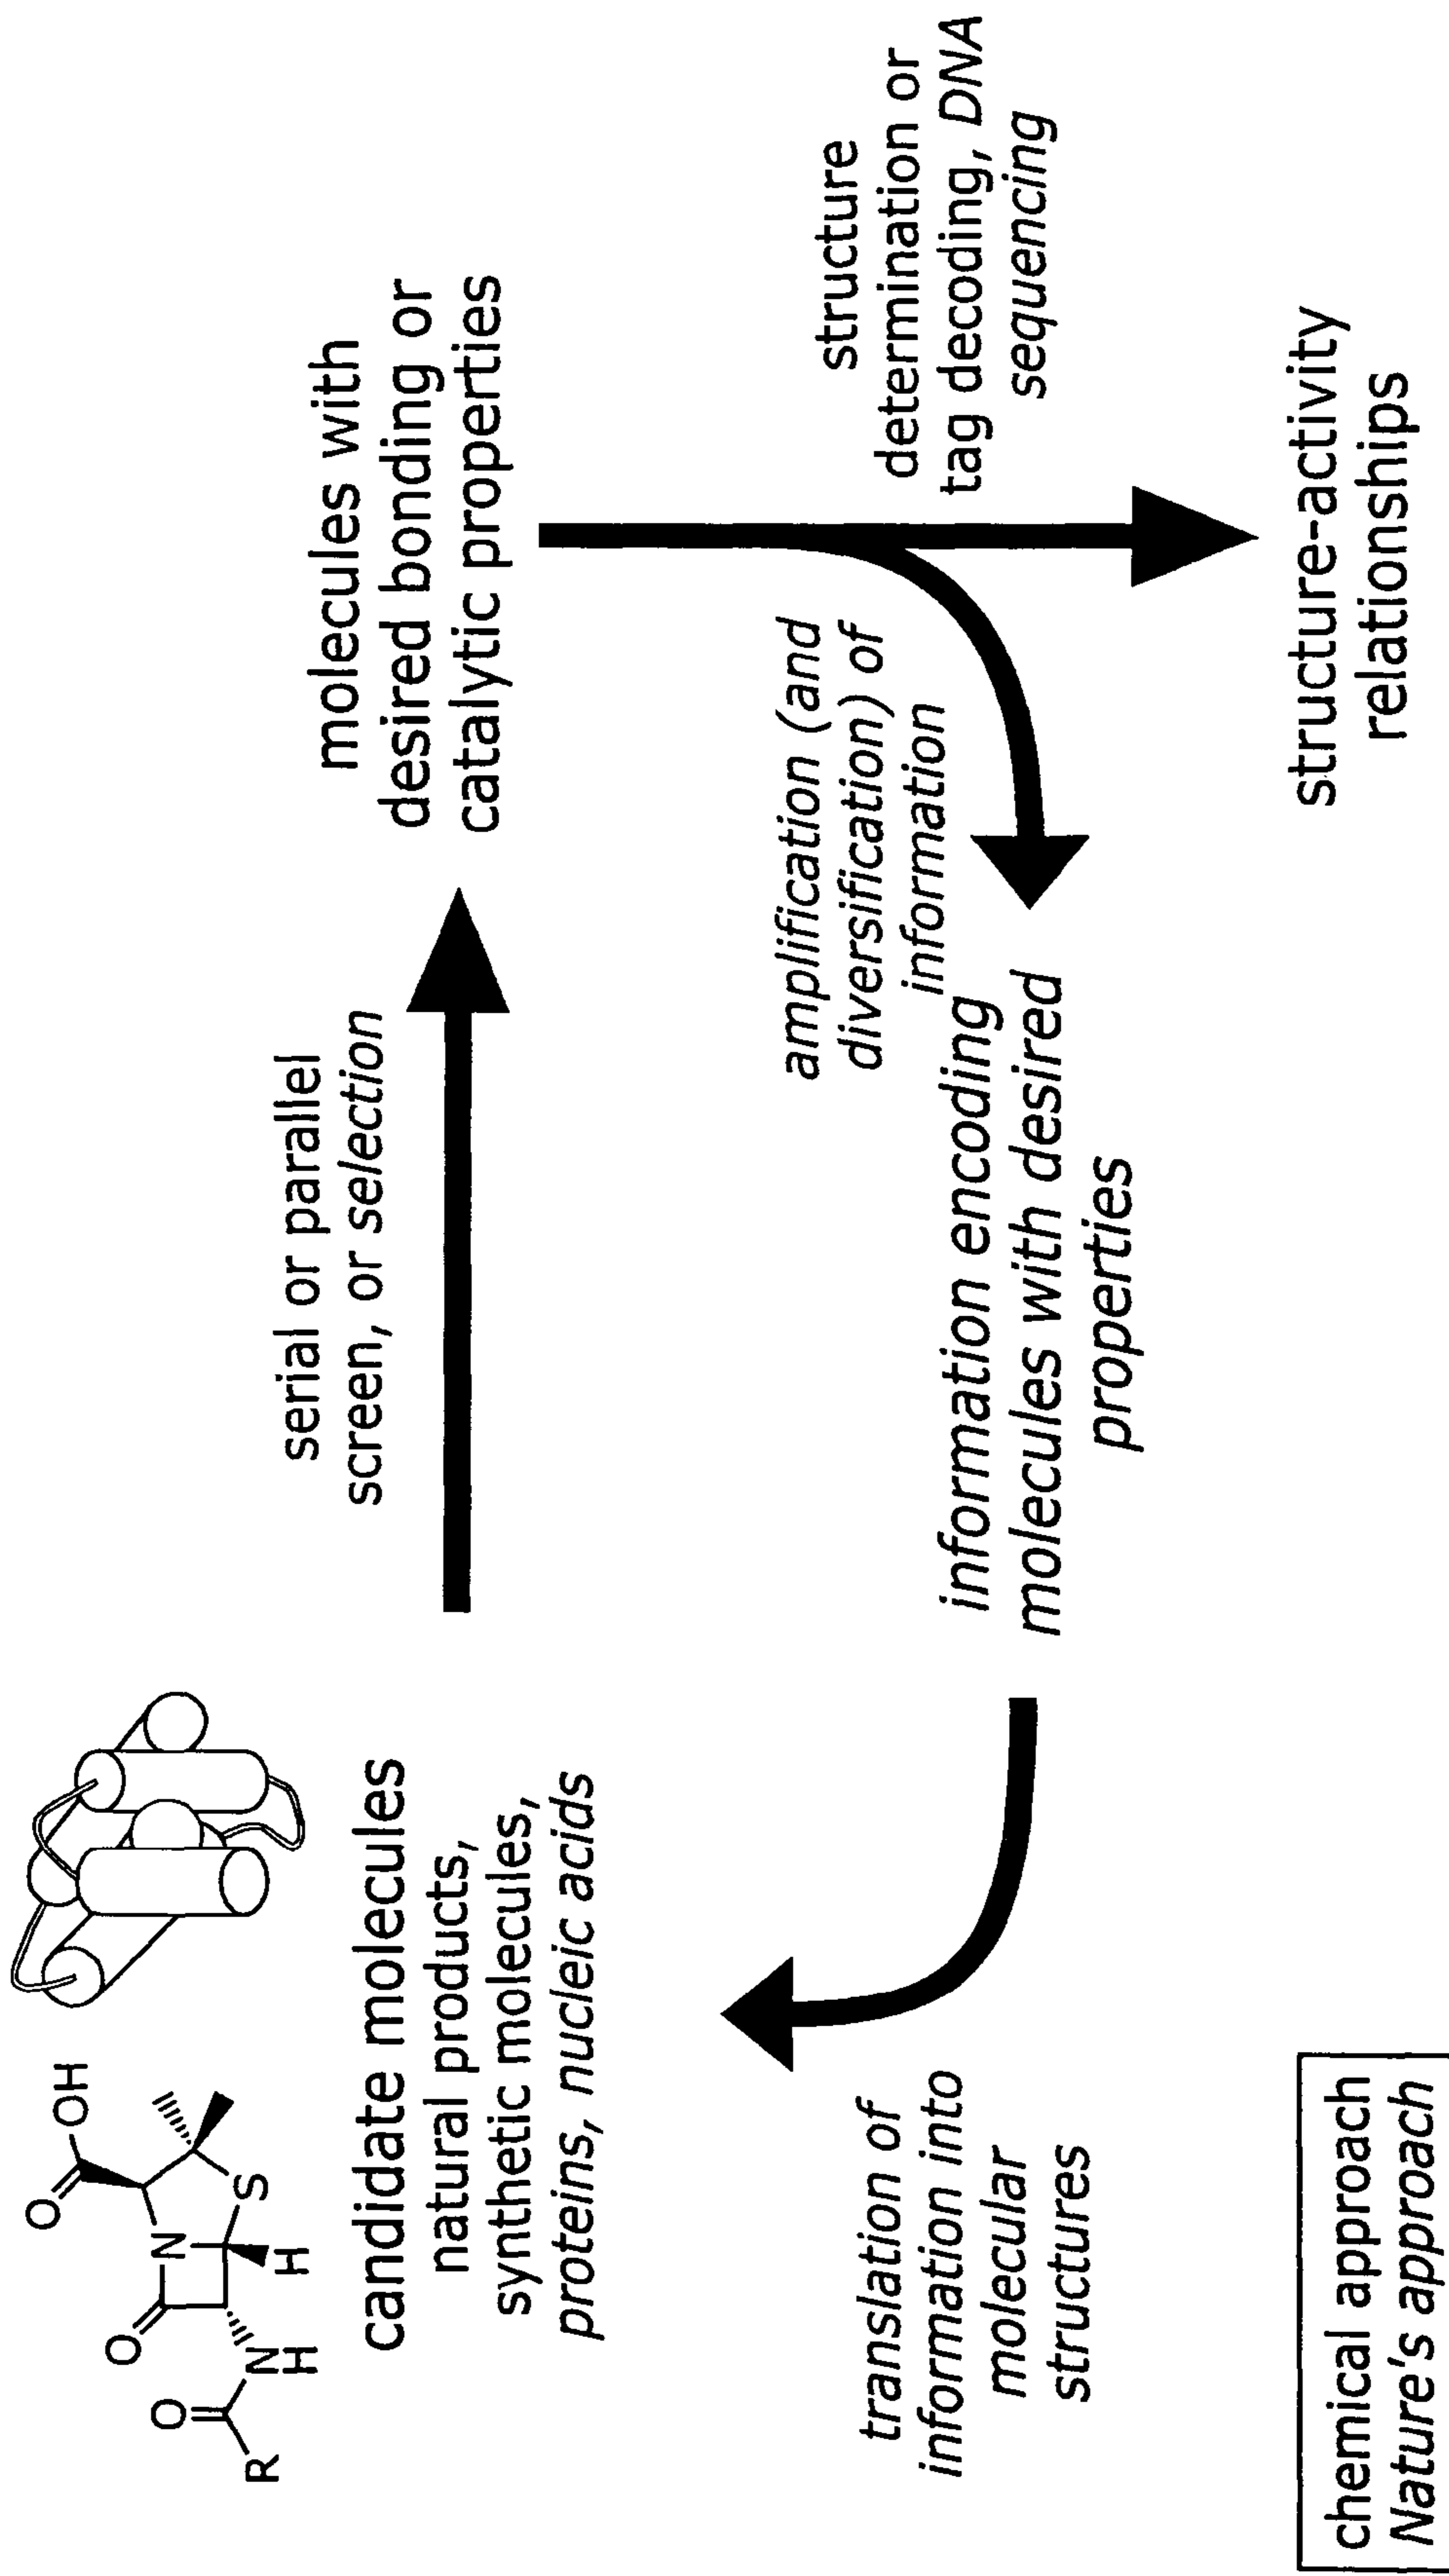 O
OH
O
N
S
O
N
H
H
R
candidate molecules
natural products,
synthetic molecules,
proteins, nucleic acids
serial or parallel
screen, or selection
molecules with
desired bonding or
catalytic properties
structure
determination or
tag decoding, DNA
sequencing
amplification (and
diversification) of
information
information encoding
molecules with desired
properties
translation of
information into
molecular
structures
structure-activity
relationships
chemical approach
Nature's approach